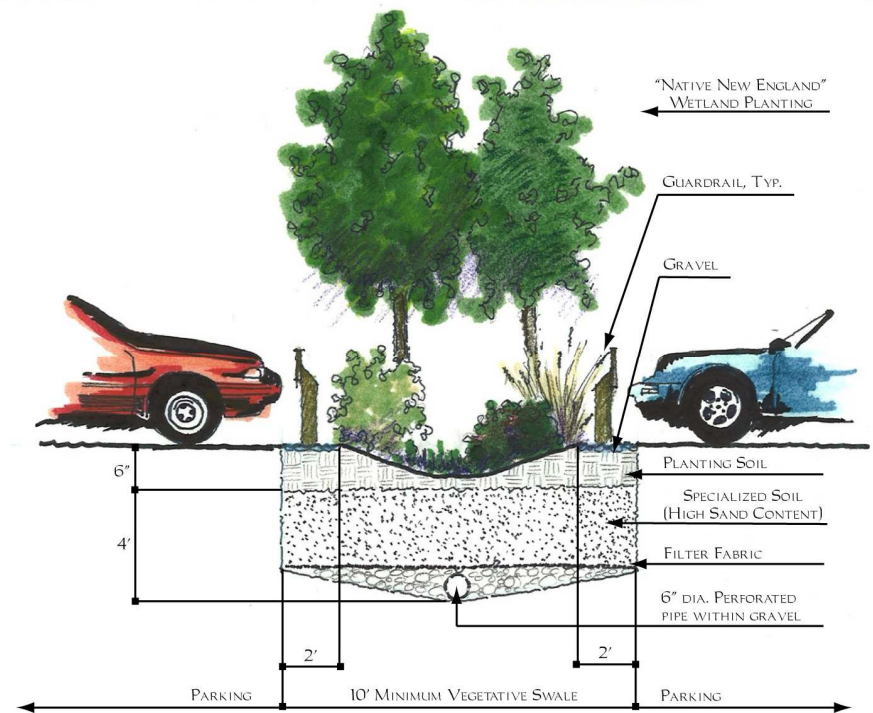 “Native New England”
Wetland Planting
Guardrail, Typ.
Gravel
6"
Planting Soil
Specialized Soil
(High Sand Content)
4'
Filter Fabric
6" dia. Perforated
pipe within gravel
2'
2'
Parking
10' Minimum Vegetative Swale
Parking